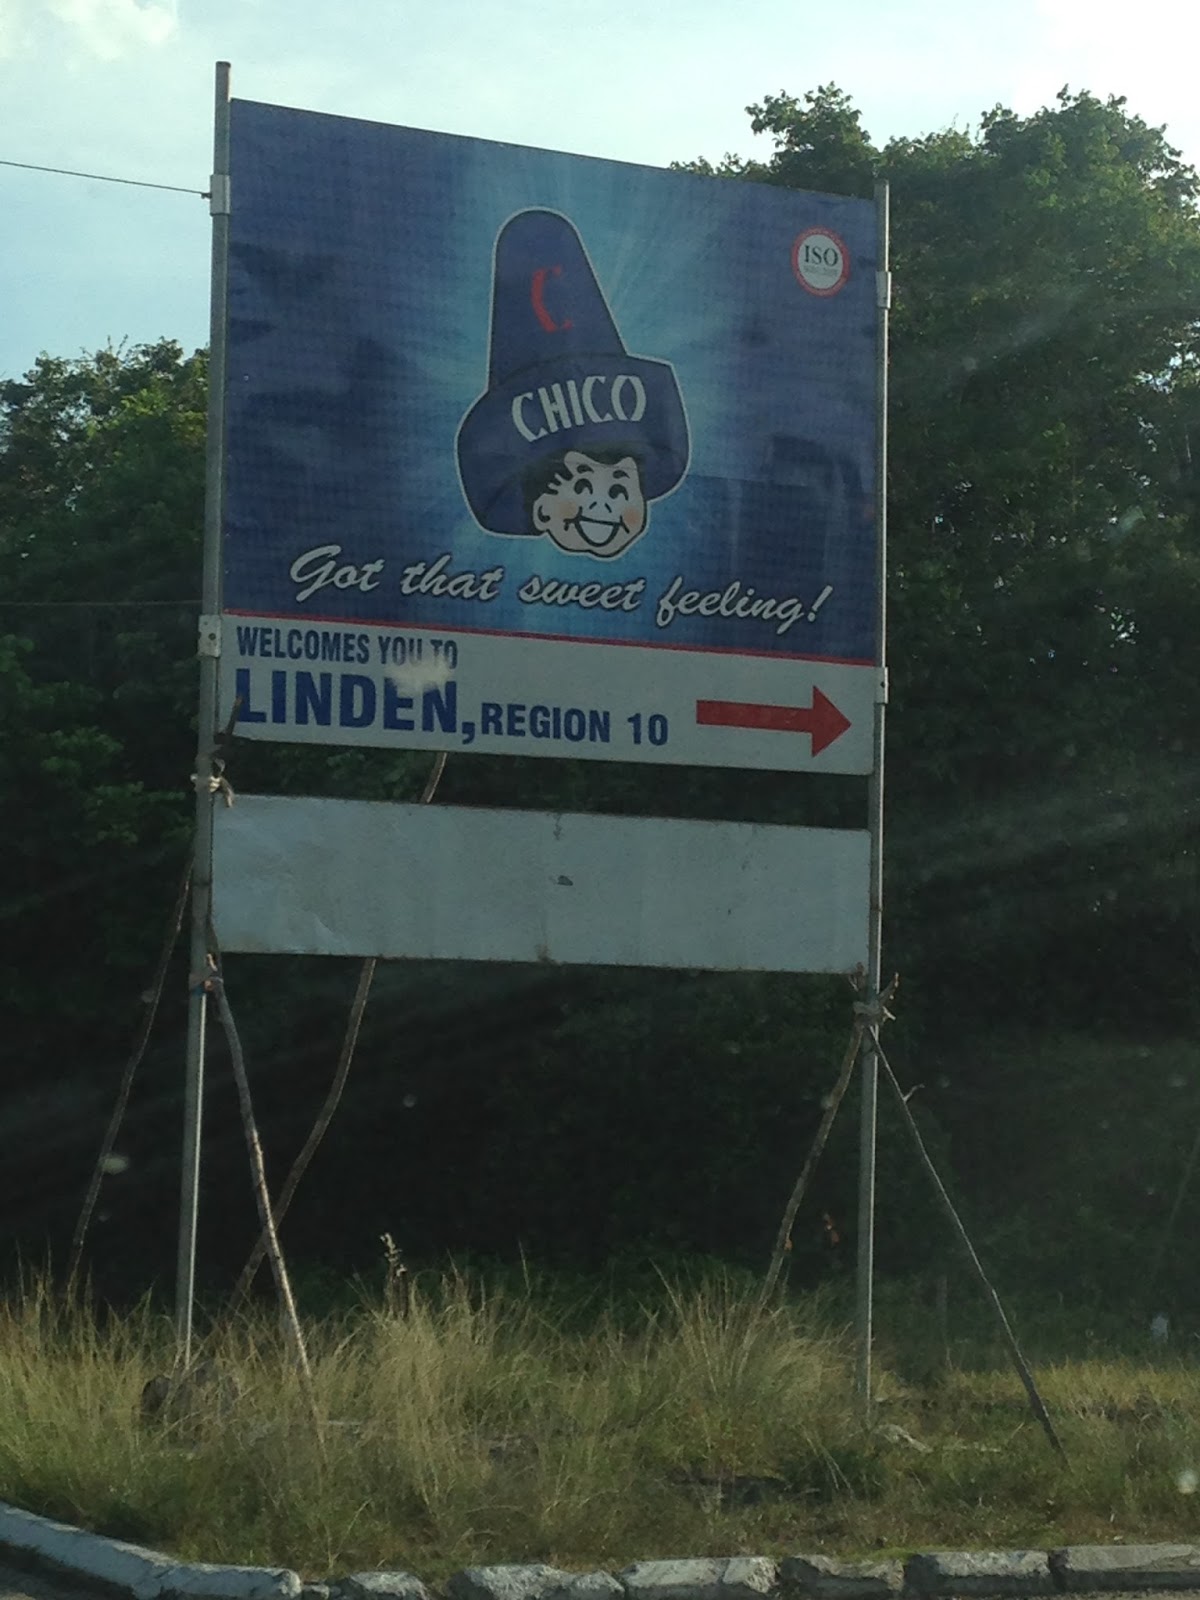 ISO
C
CHICO
Got that sweet feeling!
WELCOMES YOU TO
LINDEN, REGION 10